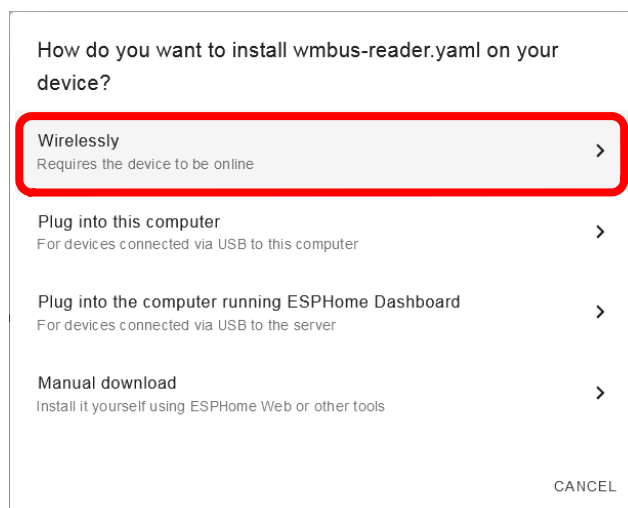 How do you want to install wmbus-reader.yaml on your
device?
Wirelessly
Requires the device to be online
Plug into this computer
For devices connected via USB to this computer
Plug into the computer running ESPHome Dashboard
For devices connected via USB to the server
Manual download
Install it yourself using ESPHome Web or other tools
CANCEL